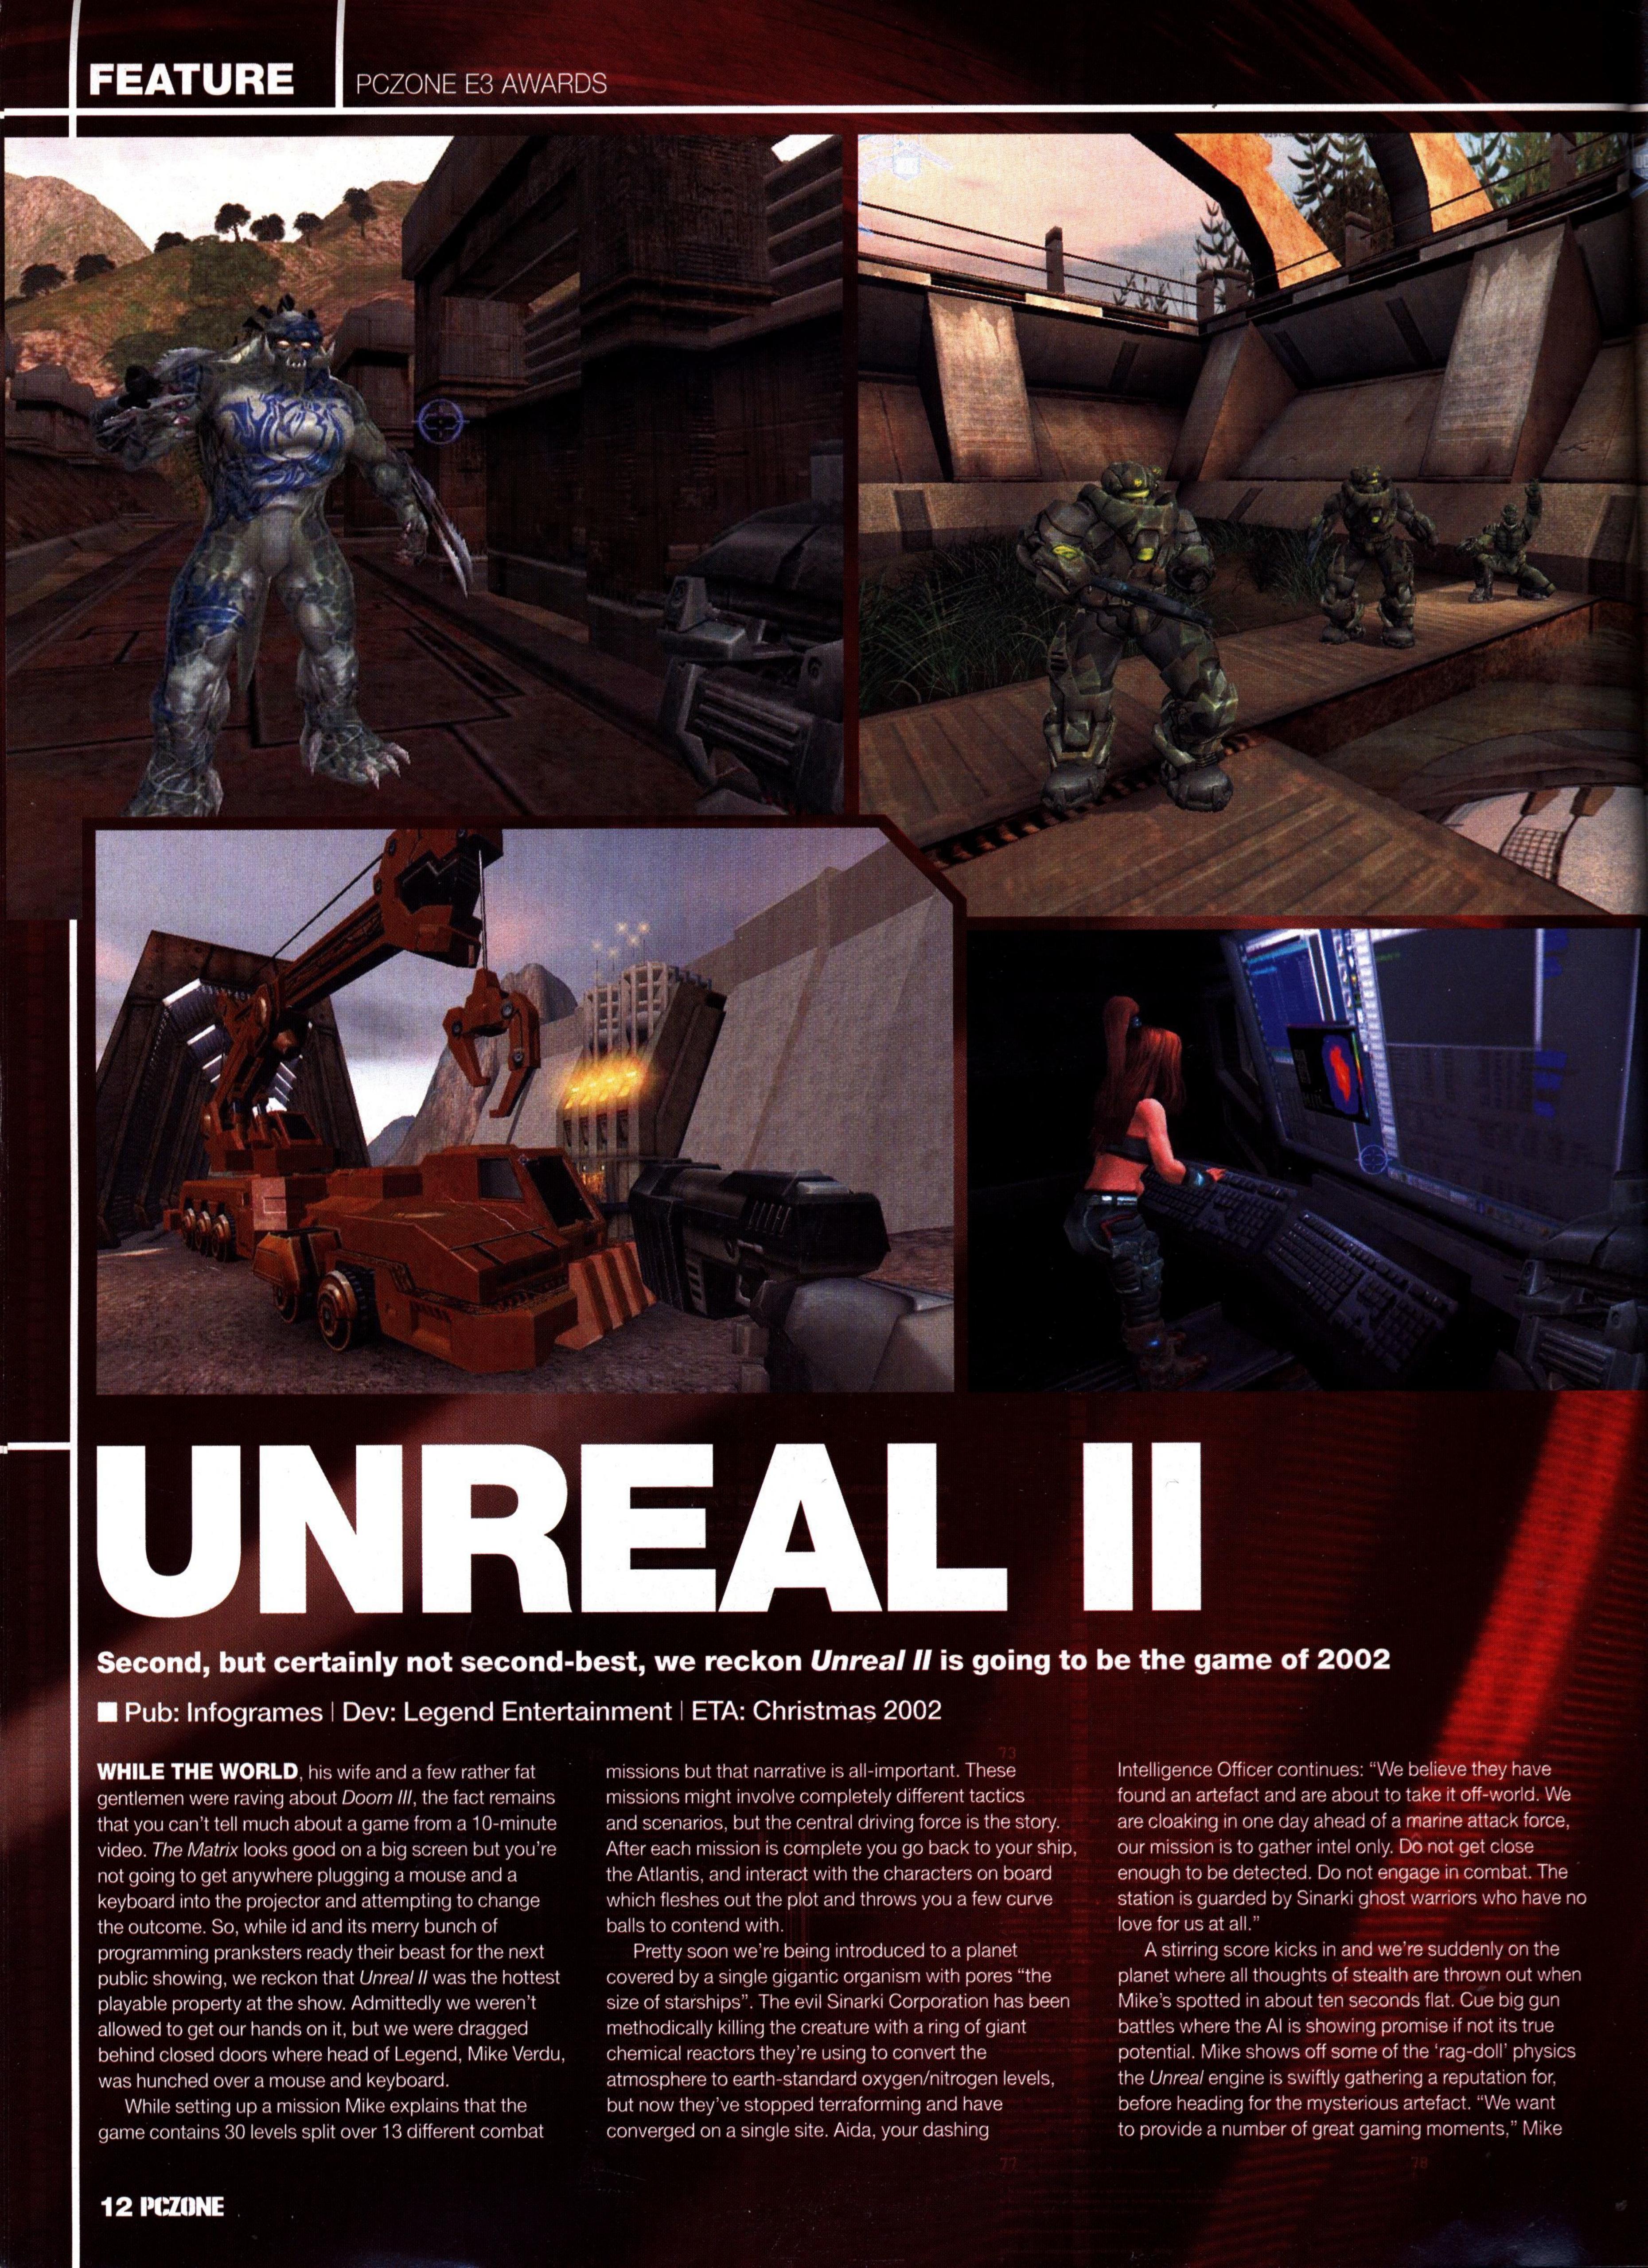 FEATURE
PCZONE E3 AWARDS
UNREAL II
Second, but certainly not second-best, we reckon Unreal II is going to be the game of 2002
■ Pub: Infogrames | Dev: Legend Entertainment | ETA: Christmas 2002
WHILE THE WORLD, his wife and a few rather fat
gentlemen were raving about Doom III, the fact remains
that you can't tell much about a game from a 10-minute
video. The Matrix looks good on a big screen but you're
not going to get anywhere plugging a mouse and a
keyboard into the projector and attempting to change
the outcome. So, while id and its merry bunch of
programming pranksters ready their beast for the next
public showing, we reckon that Unreal II was the hottest
playable property at the show. Admittedly we weren't
allowed to get our hands on it, but we were dragged
behind closed doors where head of Legend, Mike Verdu,
was hunched over a mouse and keyboard.
While setting up a mission Mike explains that the
game contains 30 levels split over 13 different combat
missions but that narrative is all-important. These
missions might involve completely different tactics
and scenarios, but the central driving force is the story.
After each mission is complete you go back to your ship,
the Atlantis, and interact with the characters on board
which fleshes out the plot and throws you a few curve
balls to contend with.
Pretty soon we're being introduced to a planet
covered by a single gigantic organism with pores "the
size of starships". The evil Sinarki Corporation has been
methodically killing the creature with a ring of giant
chemical reactors they're using to convert the
atmosphere to earth-standard oxygen/nitrogen levels,
but now they've stopped terraforming and have
converged on a single site. Aida, your dashing
Intelligence Officer continues: "We believe they have
found an artefact and are about to take it off-world. We
are cloaking in one day ahead of a marine attack force,
our mission is to gather intel only. Do not get close
enough to be detected. Do not engage in combat. The
station is guarded by Sinarki ghost warriors who have no
love for us at all."
A stirring score kicks in and we're suddenly on the
planet where all thoughts of stealth are thrown out when
Mike's spotted in about ten seconds flat. Cue big gun
battles where the AI is showing promise if not its true
potential. Mike shows off some of the 'rag-doll' physics
the Unreal engine is swiftly gathering a reputation for,
before heading for the mysterious artefact. "We want
to provide a number of great gaming moments," Mike
73
77
78
12 PCZONE